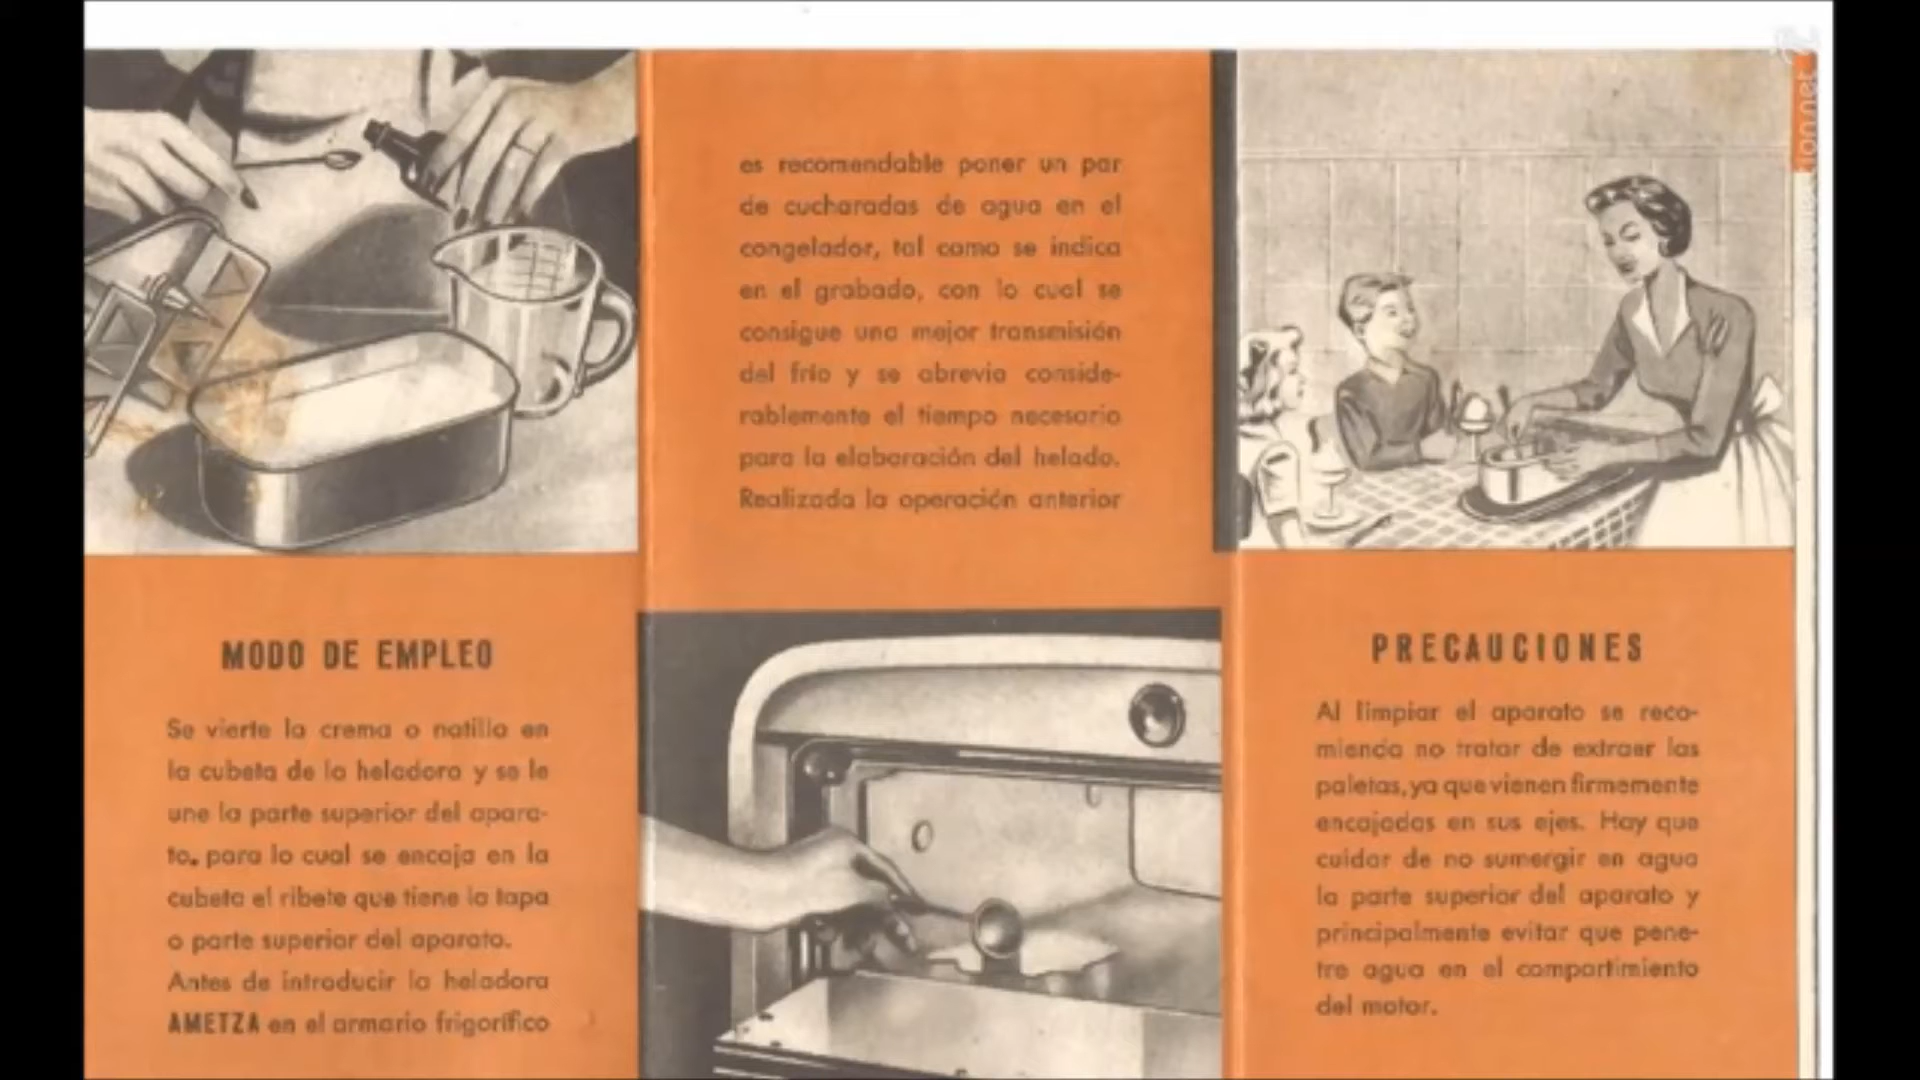 MODO DE EMPLEO
Se vierte la crema o natilla en
la cubeta de la heladora y se le
une la parte superior del apara-
to, para lo cual se encaja en la
cubeta el ribete que tiene la tapa
o parte superior del aparato.
Antes de introducir la heladora
AMETZA en el armario frigorífico
es recomendable poner un par
de cucharadas de agua en el
congelador, tal como se indica
en el grabado, con lo cual se
consigue una mejor transmisión
del frío y se abrevia conside-
rablemente el tiempo necesario
para la elaboración del helado.
Realizada la operación anterior
PRECAUCIONES
Al limpiar el aparato se reco-
mienda no tratar de extraer las
paletas, ya que vienen firmemente
encajadas en sus ejes. Hay que
cuidar de no sumergir en agua
la parte superior del aparato y
principalmente evitar que pene-
tre agua en el compartimiento
del motor.